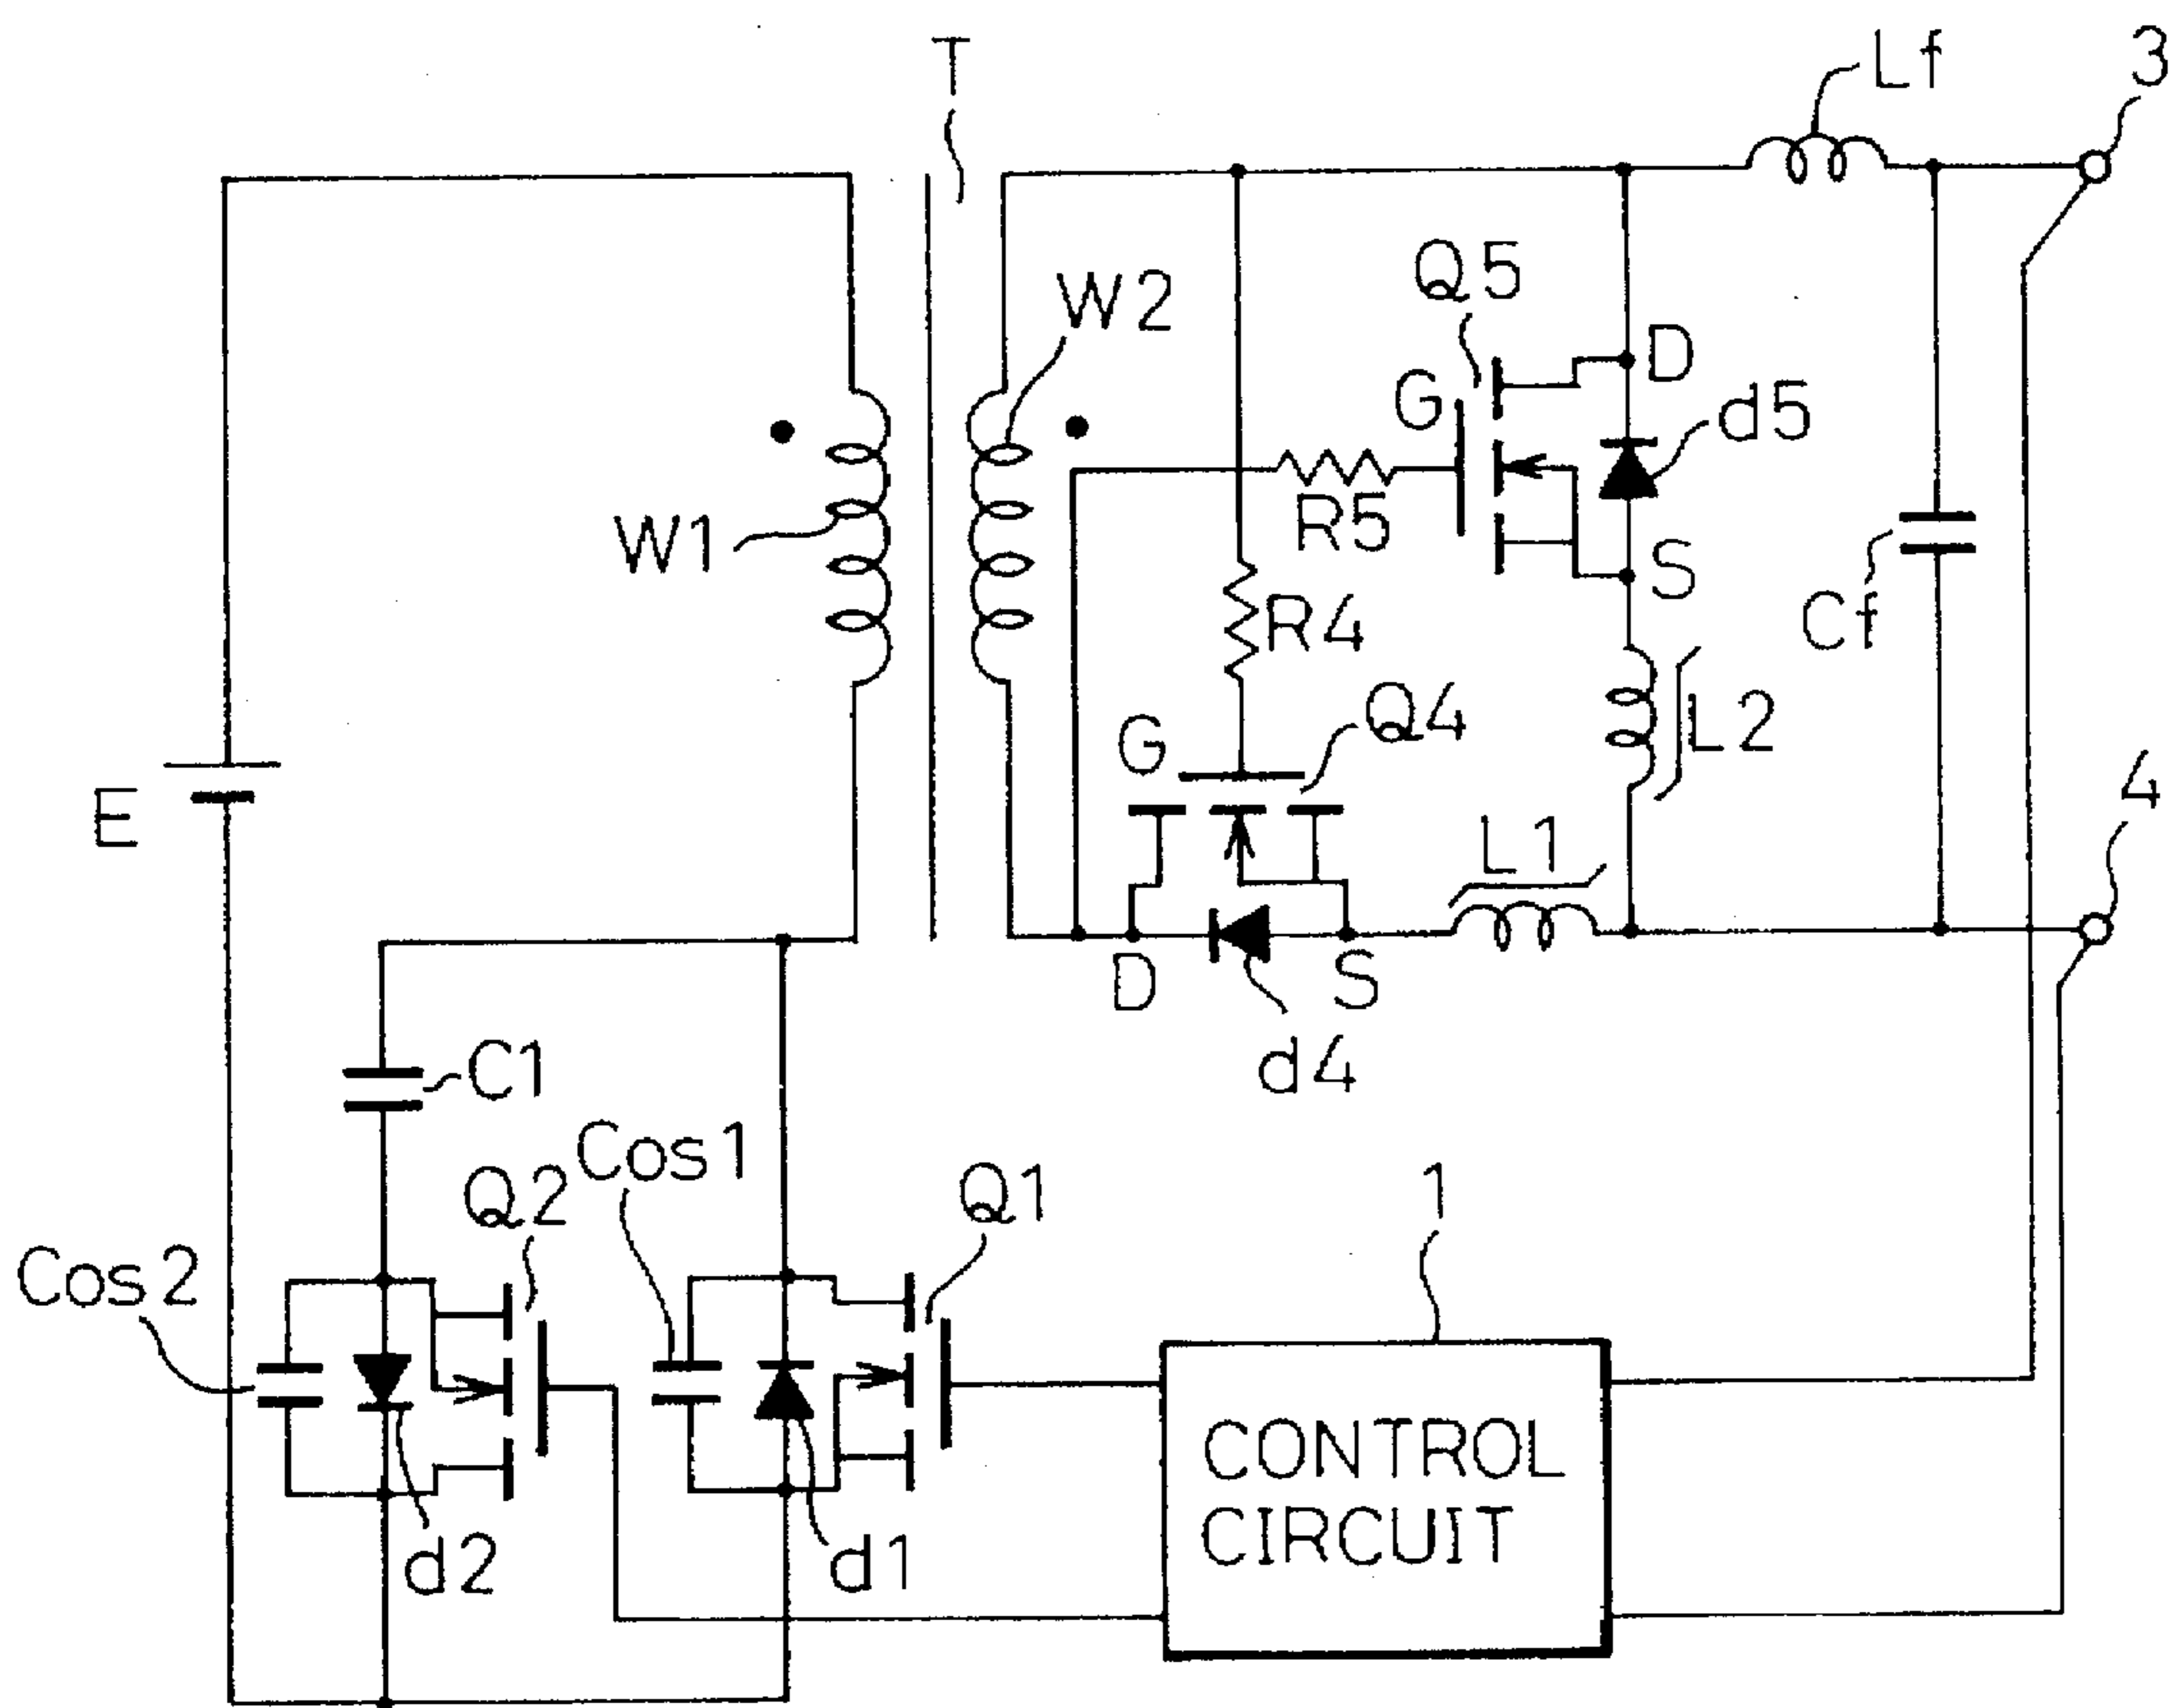 T
Lf
3
Q5
W2
D
G
d5
W1
R5
S
Cf
R4
Q4
L2
G
4
E
L1
D
S
d4
C1
Cos1
Q2
Q1
1
Cos2
CONTROL
CIRCUIT
d2
d1